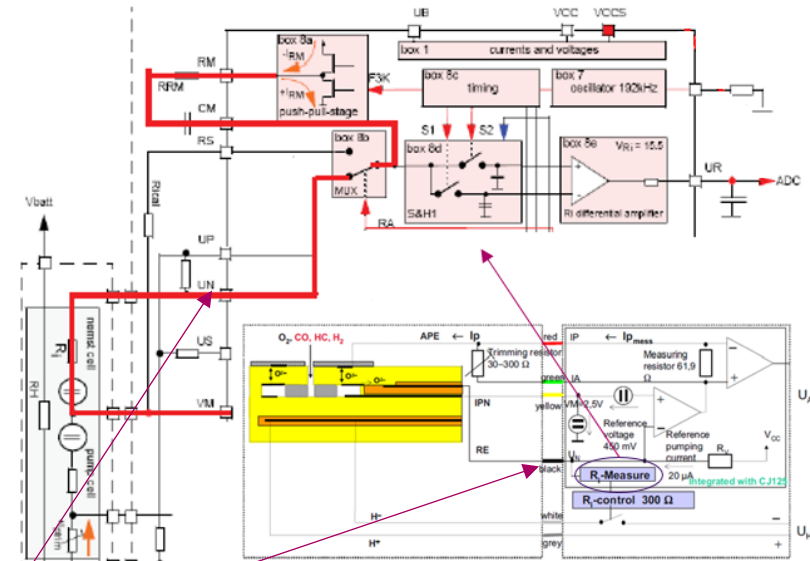 UB
VCC
VCCS
box 1 currents and voltages
box 8a
-IRM
+IRM
push-pull-stage
RM
RRM
CM
RS
F3K
box 8c
timing
box 7
oscillator 192kHz
S1
S2
box 8b
MUX
box 8d
S&H1
box 8e
VRi = 15.5
Ri differential amplifier
UR
ADC
RA
Rical
Vbatt
UP
UN
US
VM
nernst cell
Ri
RH
pump cell
O₂, CO, HC, H₂
APE ← Ip
red
IP
← Ipmess
Trimming resistor
30–300 Ω
Measuring
resistor 61,9
Ω
green
IA
yellow
IPN
VM=2,5V
Reference
voltage
450 mV
Reference
pumping
current
20 µA
RV
VCC
RE
UN
black
Ri-Measure
Integrated with CJ125
Ri-control 300 Ω
H⁻
white
H⁺
grey
−
+